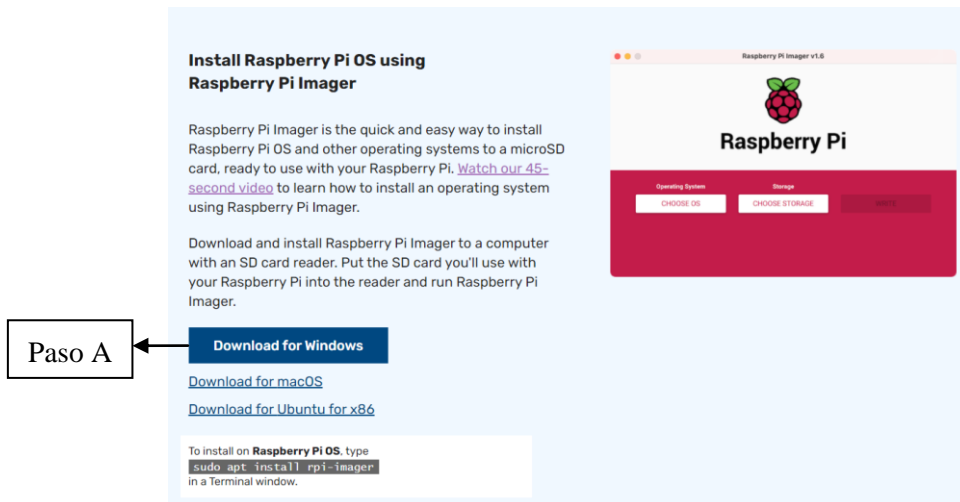 Install Raspberry Pi OS using
Raspberry Pi Imager
Raspberry Pi Imager is the quick and easy way to install
Raspberry Pi OS and other operating systems to a microSD
card, ready to use with your Raspberry Pi. Watch our 45-
second video to learn how to install an operating system
using Raspberry Pi Imager.
Download and install Raspberry Pi Imager to a computer
with an SD card reader. Put the SD card you'll use with
your Raspberry Pi into the reader and run Raspberry Pi
Imager.
Paso A
Download for Windows
Download for macOS
Download for Ubuntu for x86
To install on Raspberry Pi OS, type
sudo apt install rpi-imager
in a Terminal window.
Raspberry Pi Imager v1.6
Raspberry Pi
Operating System Storage
CHOOSE OS CHOOSE STORAGE WRITE